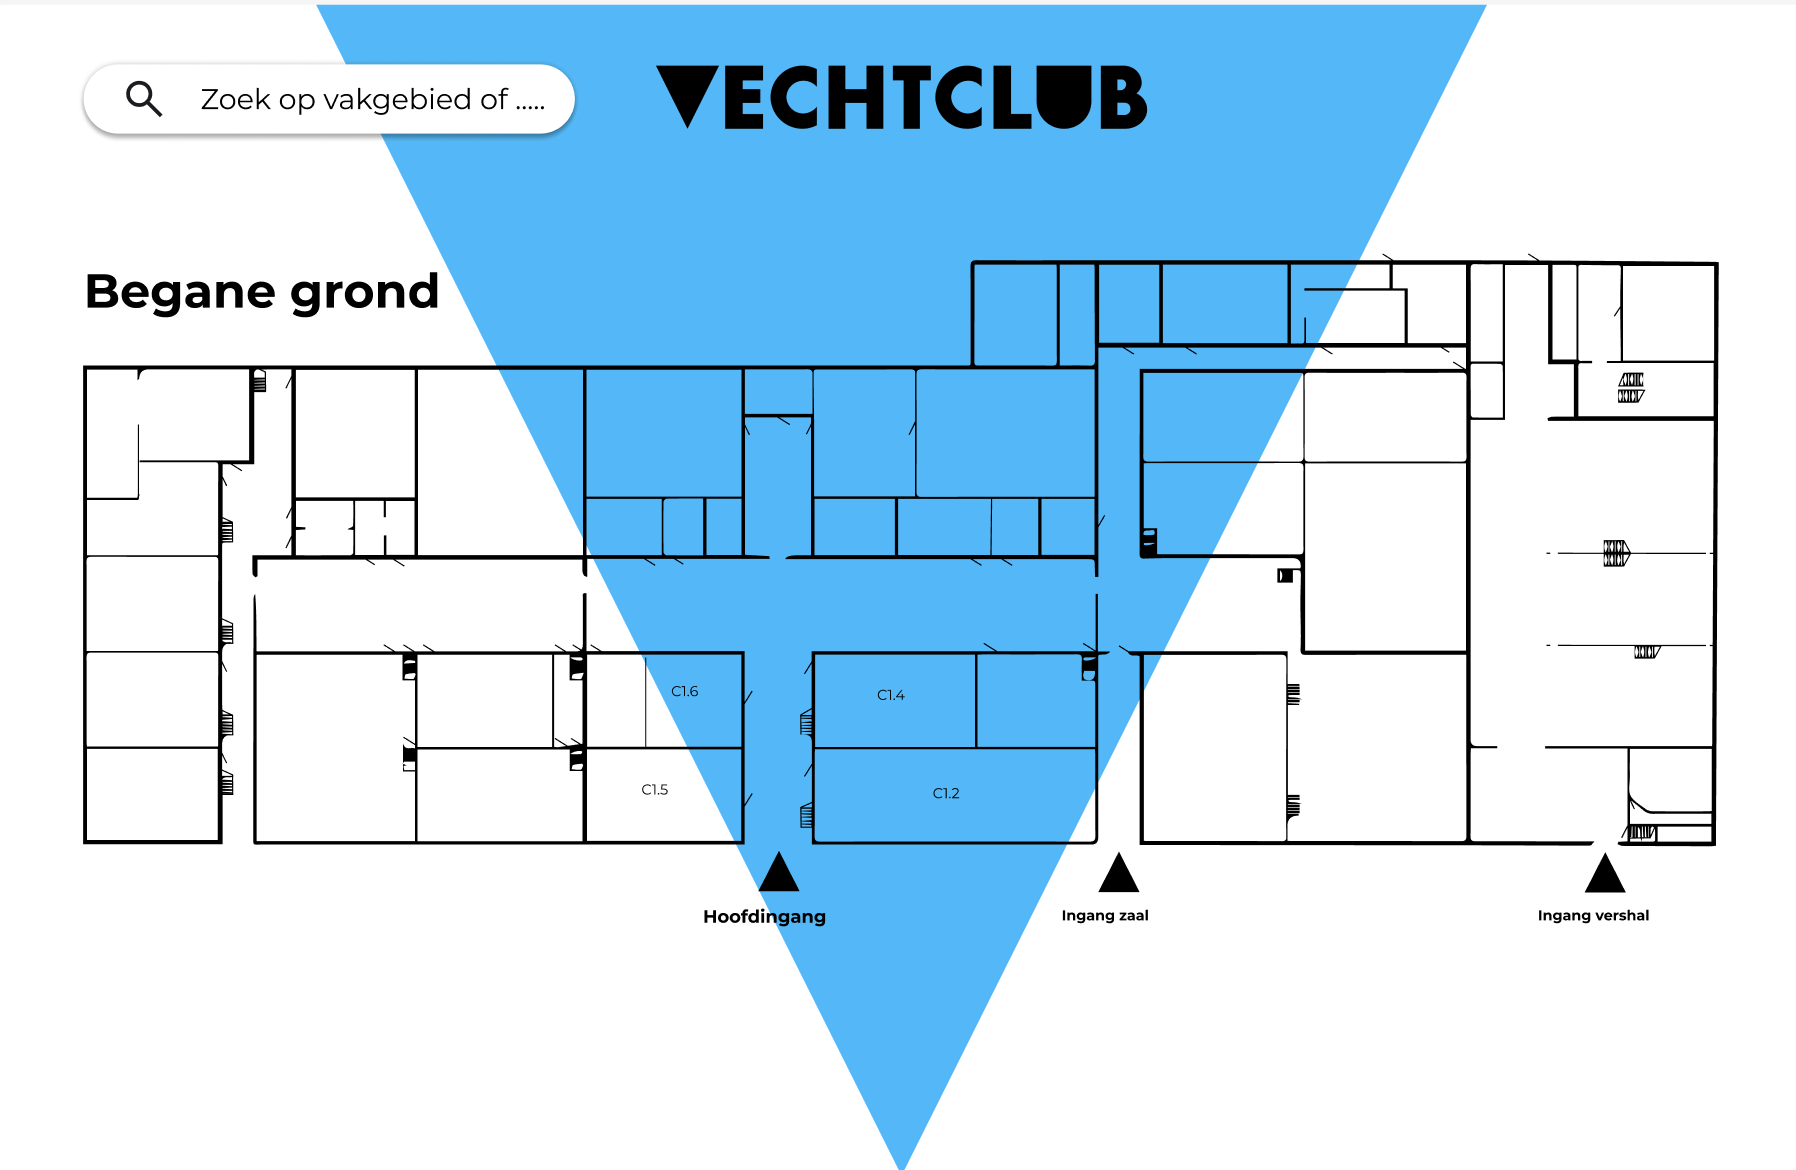 Zoek op vakgebied of .....
VECHTCLUB
Begane grond
C1.6
C1.4
C1.5
C1.2
Hoofdingang
Ingang zaal
Ingang vershal